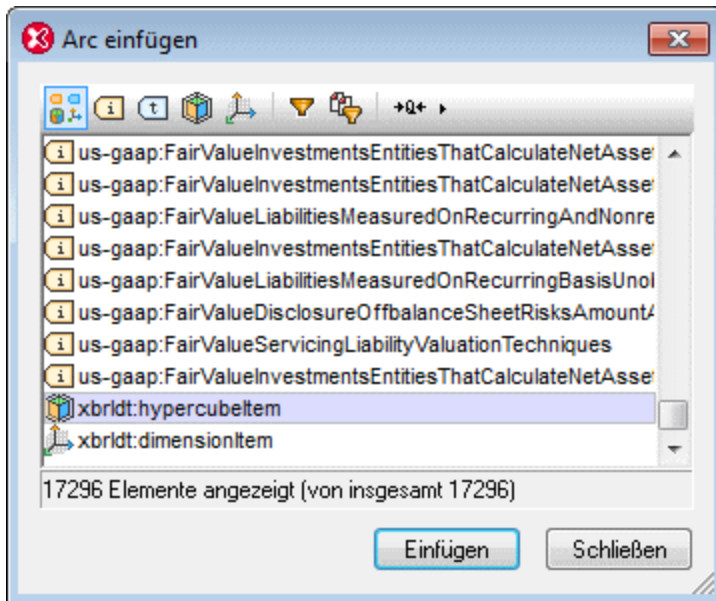 Arc einfügen
us-gaap:FairValueInvestmentsEntitiesThatCalculateNetAsse
us-gaap:FairValueInvestmentsEntitiesThatCalculateNetAsse
us-gaap:FairValueLiabilitiesMeasuredOnRecurringAndNonre
us-gaap:FairValueInvestmentsEntitiesThatCalculateNetAsse
us-gaap:FairValueLiabilitiesMeasuredOnRecurringBasisUnol
us-gaap:FairValueDisclosureOffbalanceSheetRisksAmountA
us-gaap:FairValueServicingLiabilityValuationTechniques
us-gaap:FairValueInvestmentsEntitiesThatCalculateNetAsse
xbrldt:hypercubeItem
xbrldt:dimensionItem
17296 Elemente angezeigt (von insgesamt 17296)
Einfügen Schließen